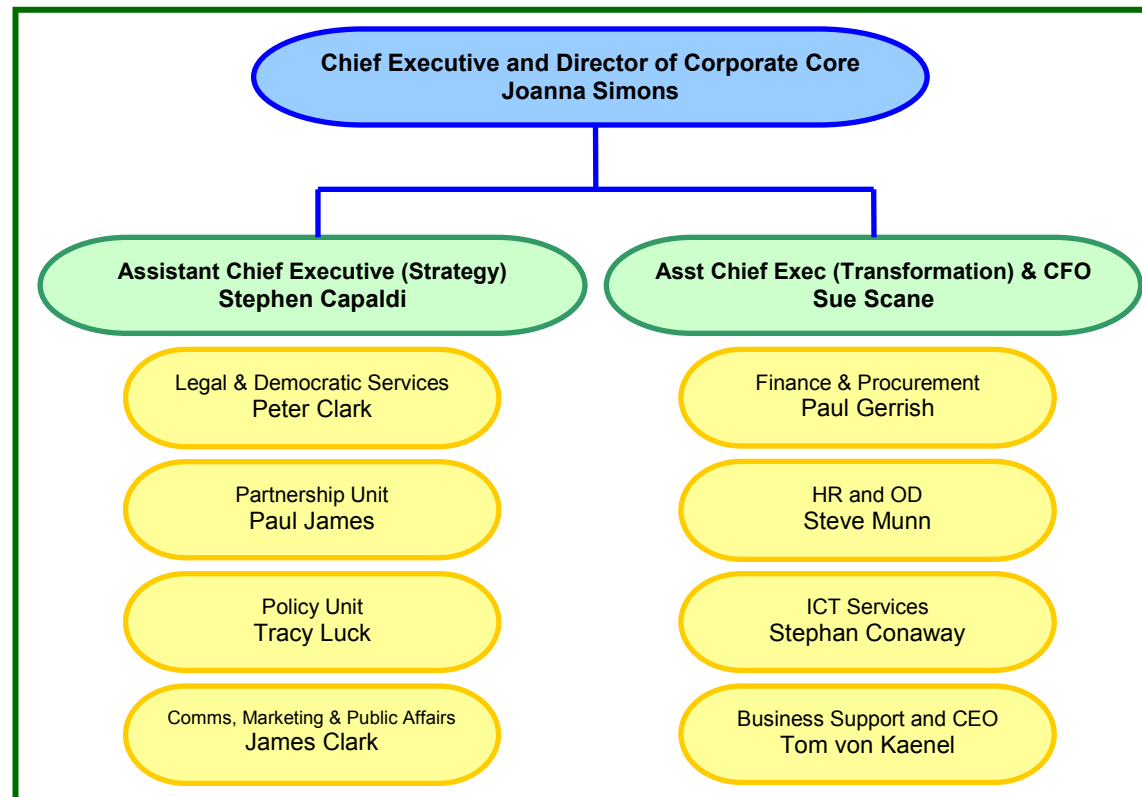 Chief Executive and Director of Corporate Core
Joanna Simons
Assistant Chief Executive (Strategy)
Stephen Capaldi
Asst Chief Exec (Transformation) & CFO
Sue Scane
Legal & Democratic Services
Peter Clark
Finance & Procurement
Paul Gerrish
Partnership Unit
Paul James
HR and OD
Steve Munn
Policy Unit
Tracy Luck
ICT Services
Stephan Conaway
Comms, Marketing & Public Affairs
James Clark
Business Support and CEO
Tom von Kaenel